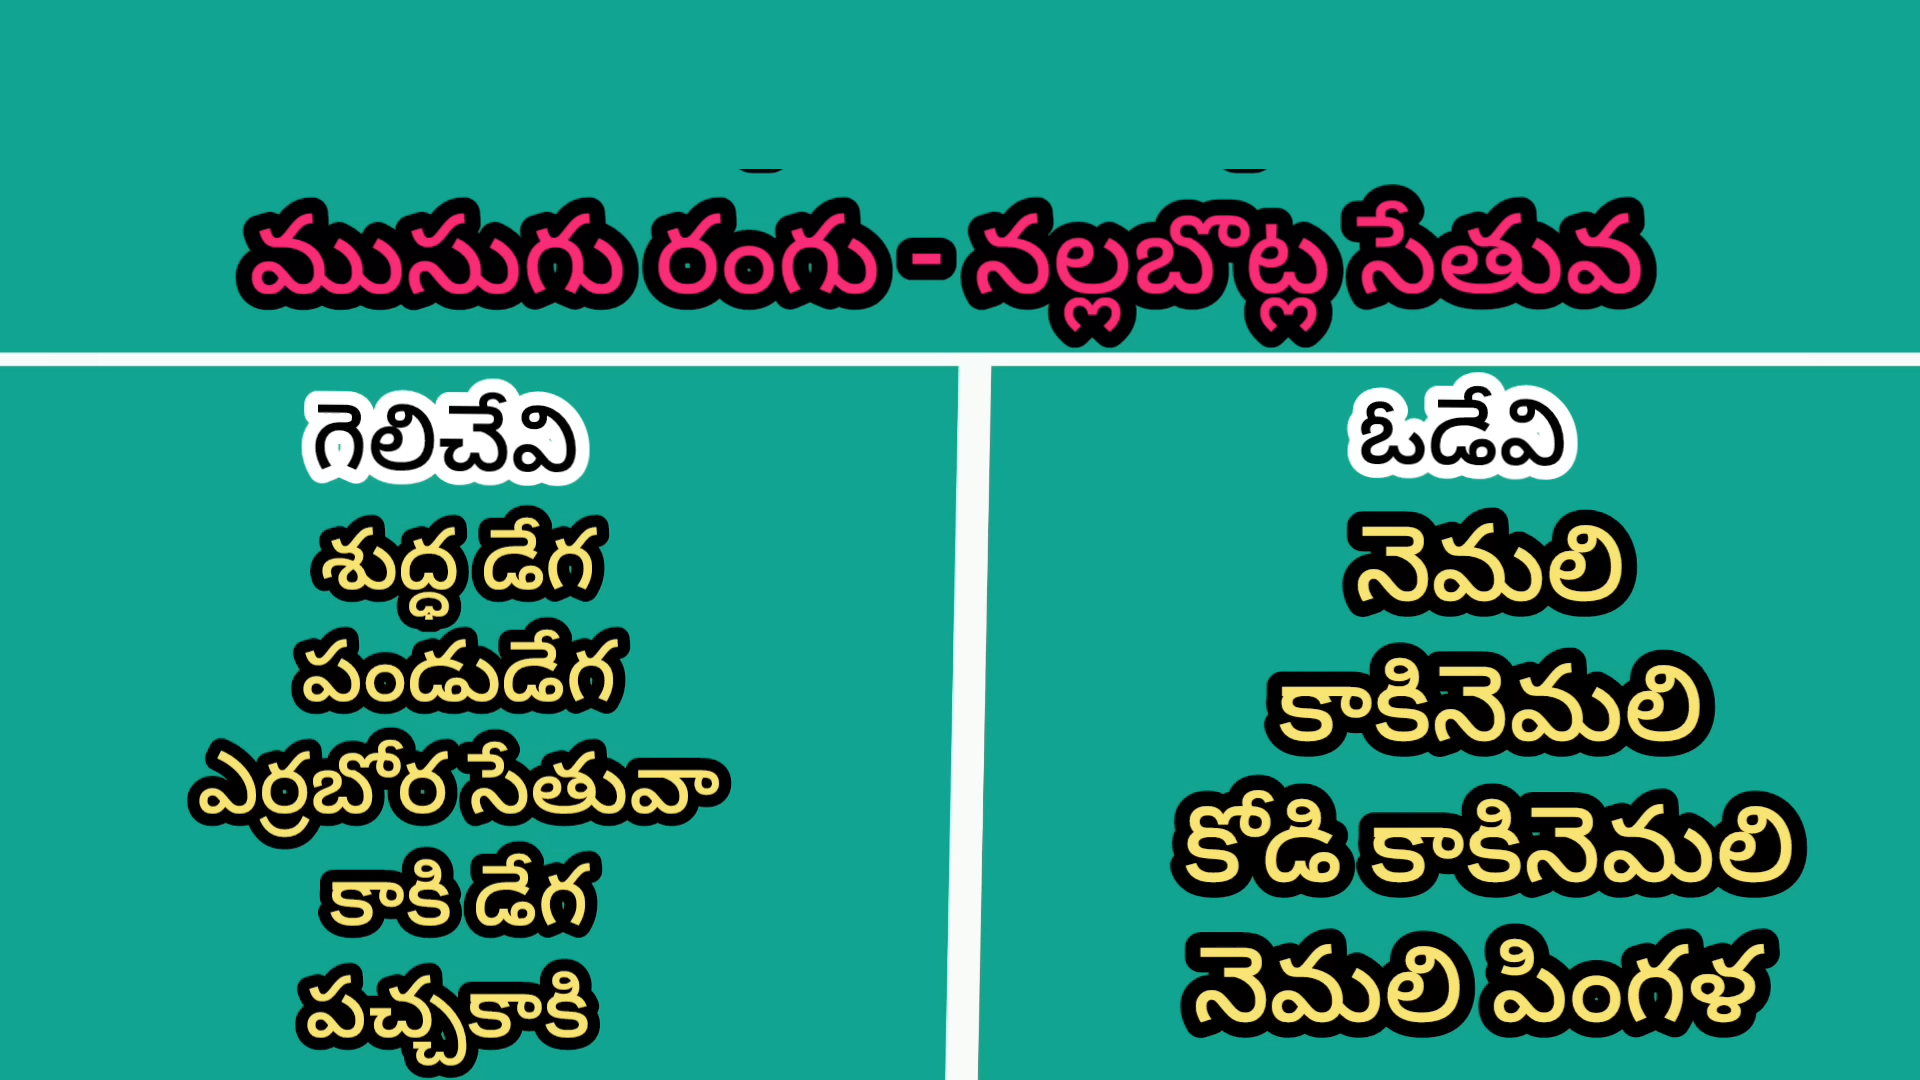 ముసుగు రంగు - నల్లబొట్ల సేతువ
గెలిచేవి
శుద్ధ డేగ
పండుడేగ
ఎర్రబోర సేతువా
కాకి డేగ
పచ్చకాకి
ఓడేవి
నెమలి
కాకినెమలి
కోడి కాకినెమలి
నెమలి పింగళ